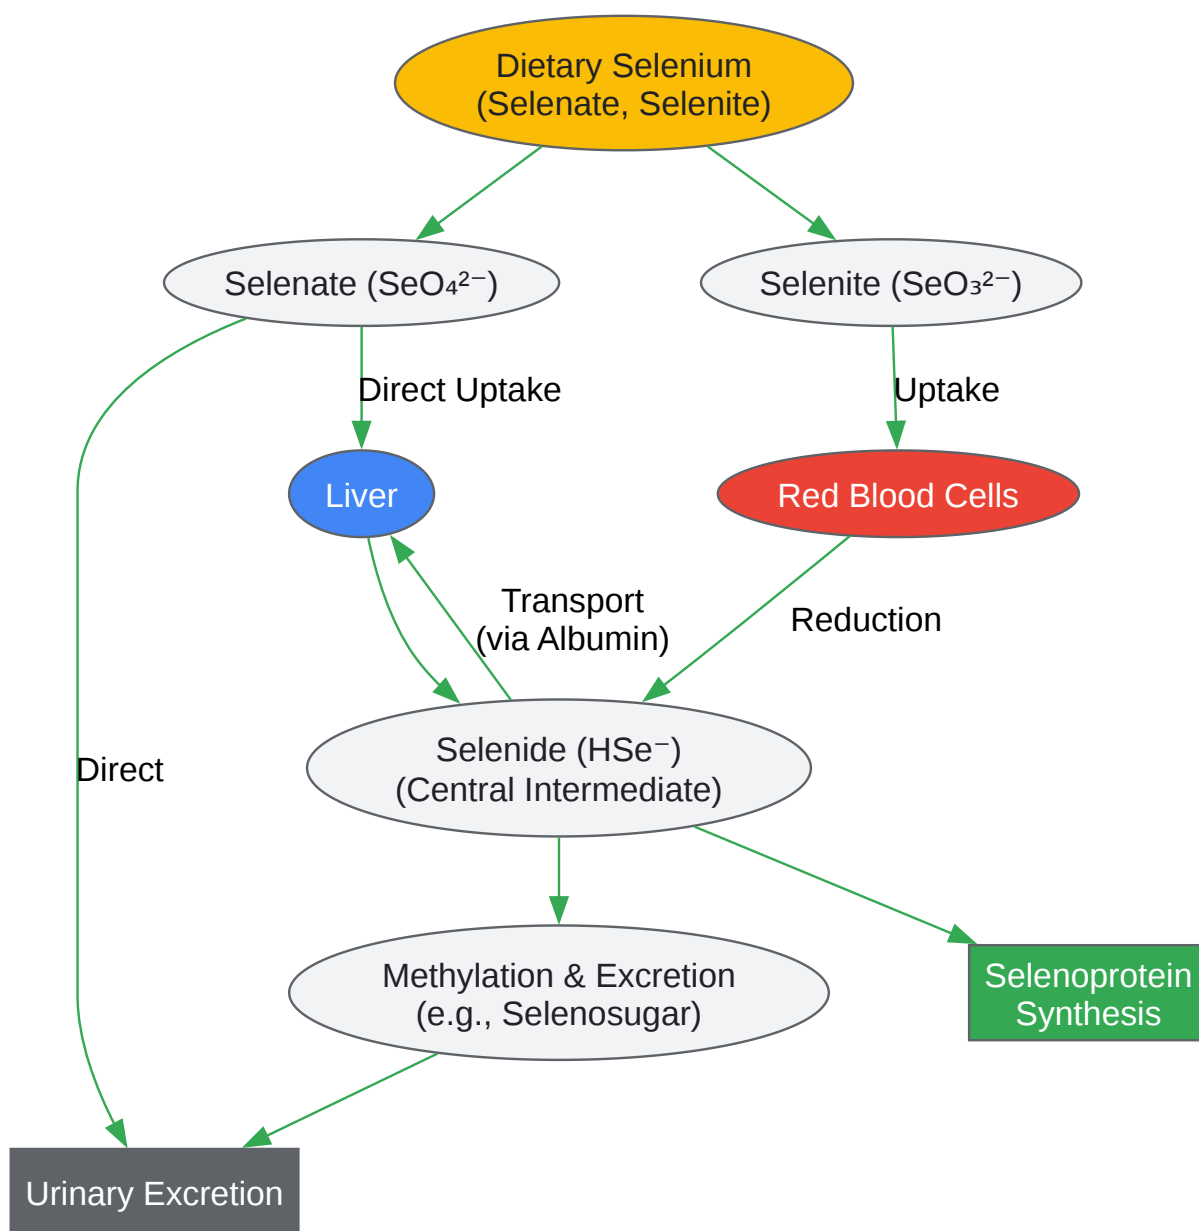 Dietary Selenium
(Selenate, Selenite)
Selenate (SeO₄²⁻)
Selenite (SeO₃²⁻)
Direct Uptake
Uptake
Liver
Red Blood Cells
Transport
(via Albumin)
Reduction
Selenide (HSe⁻)
(Central Intermediate)
Direct
Methylation & Excretion
(e.g., Selenosugar)
Selenoprotein
Synthesis
Urinary Excretion